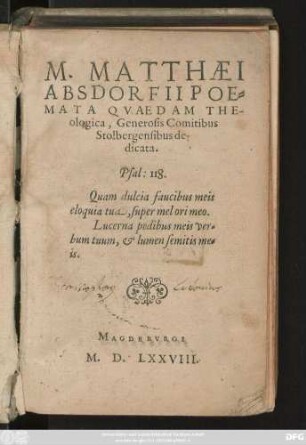 M. MATTHÆI
ABSDORFII POE-
MATA QVAEDAM THE-
ologica, Generosis Comitibus
Stolbergensibus de-
dicata.
Psal: 118.
Quam dulcia faucibus meis
eloquia tua, super mel ori meo.
Lucerna pedibus meis ver-
bum tuum, & lumen semitis me-
is.
MAGDEBVRGI
M. D. LXXVIII.